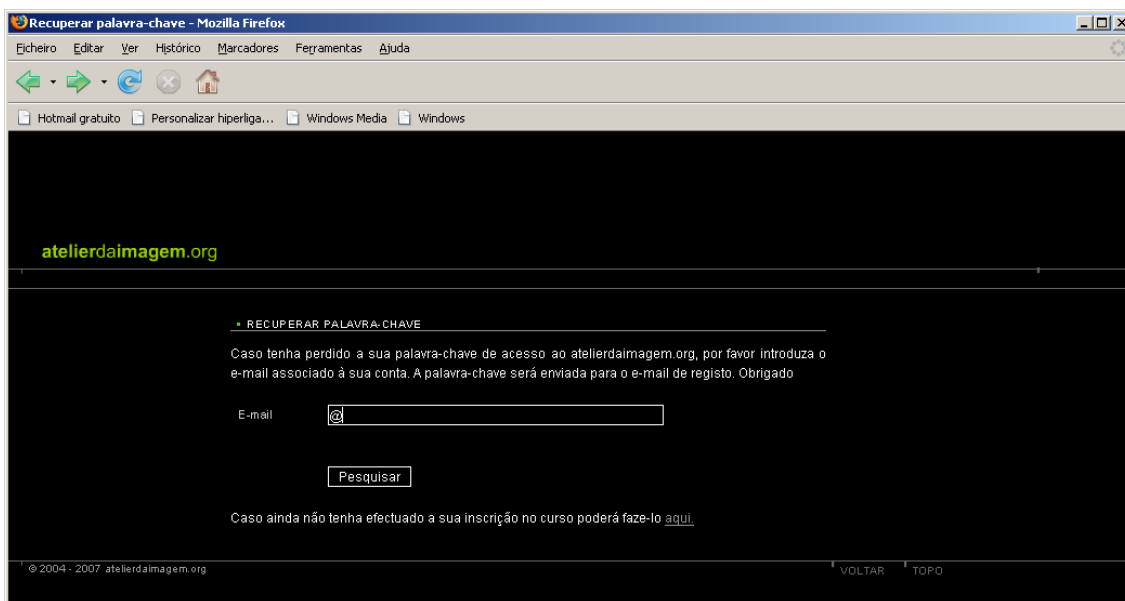 Recuperar palavra-chave - Mozilla Firefox
Ficheiro Editar Ver Histórico Marcadores Ferramentas Ajuda
Hotmail gratuito Personalizar hiperliga... Windows Media Windows
atelierdaimagem.org
RECUPERAR PALAVRA-CHAVE
Caso tenha perdido a sua palavra-chave de acesso ao atelierdaimagem.org, por favor introduza o
e-mail associado à sua conta. A palavra-chave será enviada para o e-mail de registo. Obrigado
E-mail @
Pesquisar
Caso ainda não tenha efectuado a sua inscrição no curso poderá faze-lo aqui.
© 2004 - 2007 atelierdaimagem.org VOLTAR TOPO